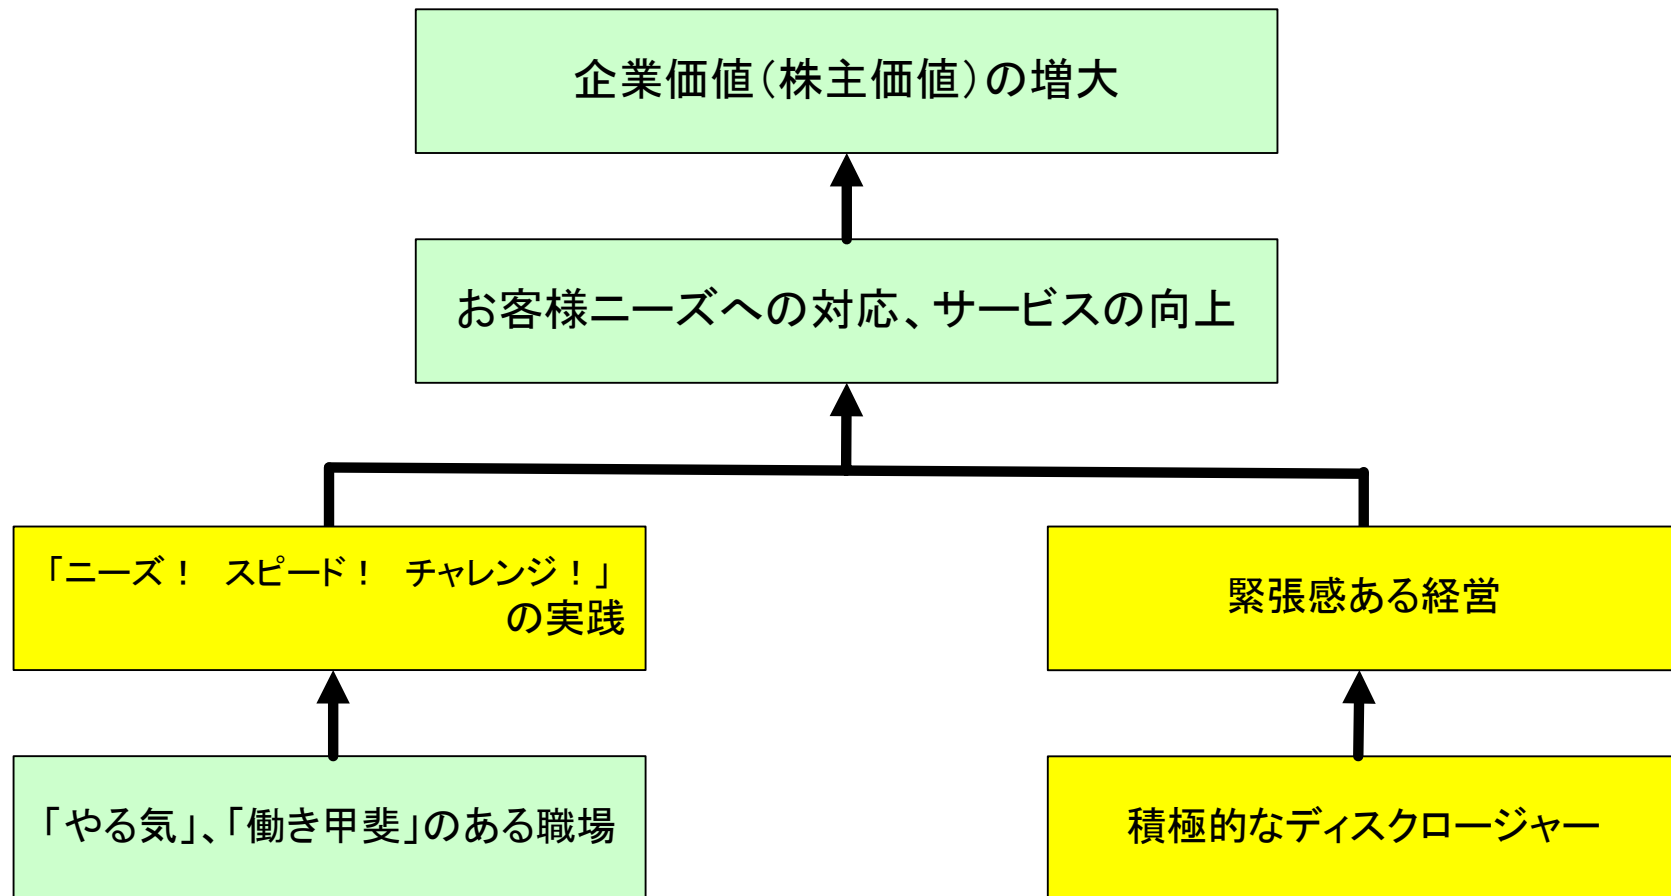 企業価値(株主価値)の増大
お客様ニーズへの対応、サービスの向上
「ニーズ! スピード! チャレンジ!」
の実践
緊張感ある経営
「やる気」、「働き甲斐」のある職場
積極的なディスクロージャー